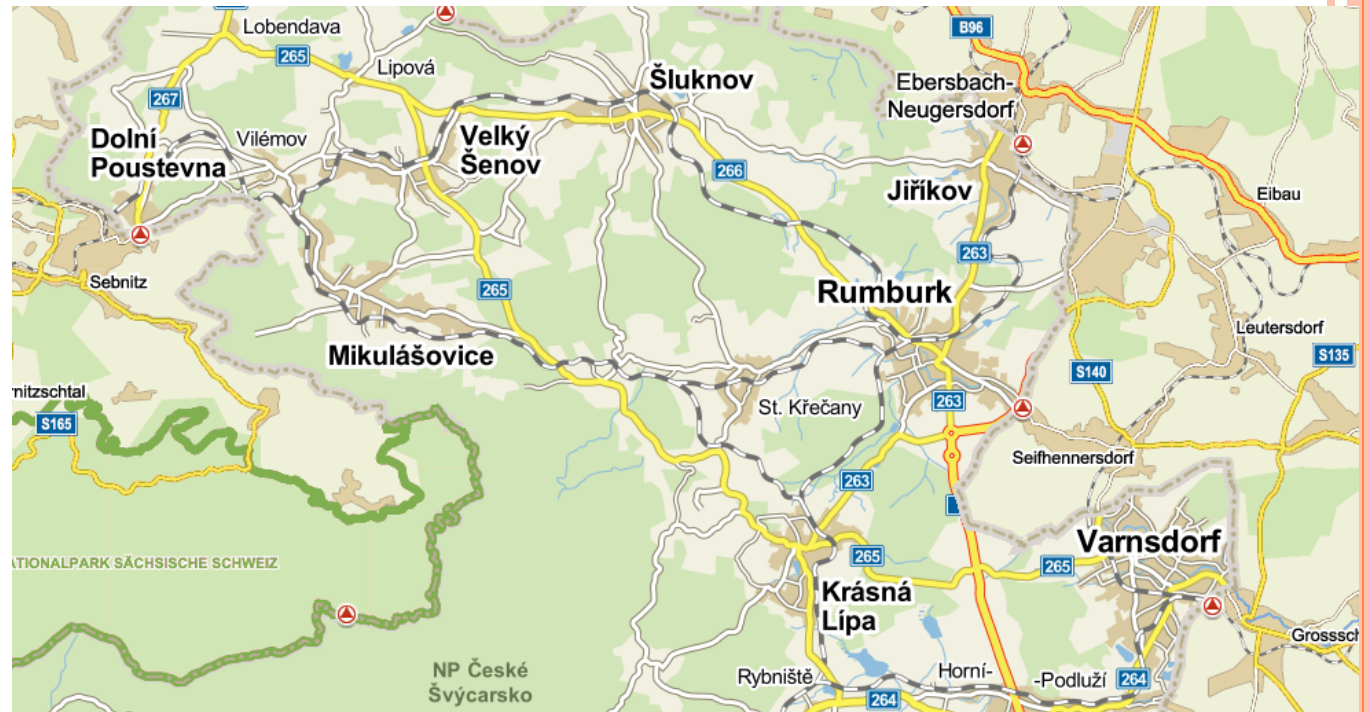 Lobendava
265
Lipová
B96
267
Šluknov
Ebersbach-
Neugersdorf
Dolní
Poustevna
Vilémov
Velký
Šenov
266
Jiříkov
Eibau
263
Sebnitz
265
Rumburk
Leutersdorf
Mikulášovice
S135
S140
rnitzschtal
S165
St. Křečany
263
Seifhennersdorf
263
Varnsdorf
ATIONALPARK SÄCHSISCHE SCHWEIZ
265
265
Krásná
Lípa
Grosssch
NP České
Švýcarsko
Rybniště
Horní-
-Podluží
264
264